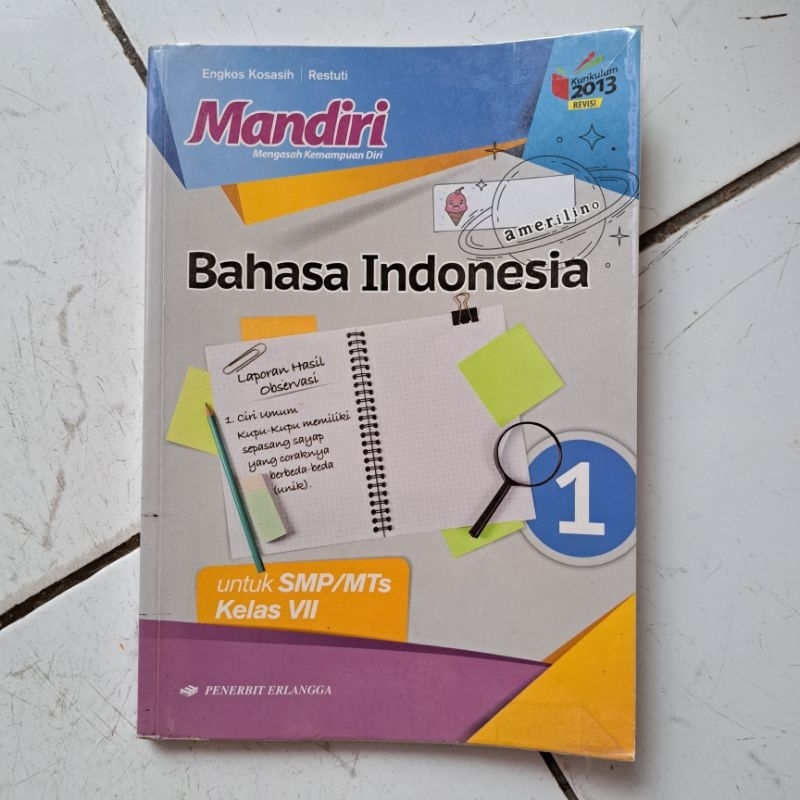 Engkos Kosasih | Restuti
Kurikulum
2013
REVISI
Mandiri
Mengasah Kemampuan Diri
amerilino
Bahasa Indonesia
Laporan Hasil
Observasi
1. Ciri Umum
Kupu-Kupu memiliki
sepasang sayap
yang coraknya
berbeda-beda
(unik).
1
untuk SMP/MTs
Kelas VII
PENERBIT ERLANGGA